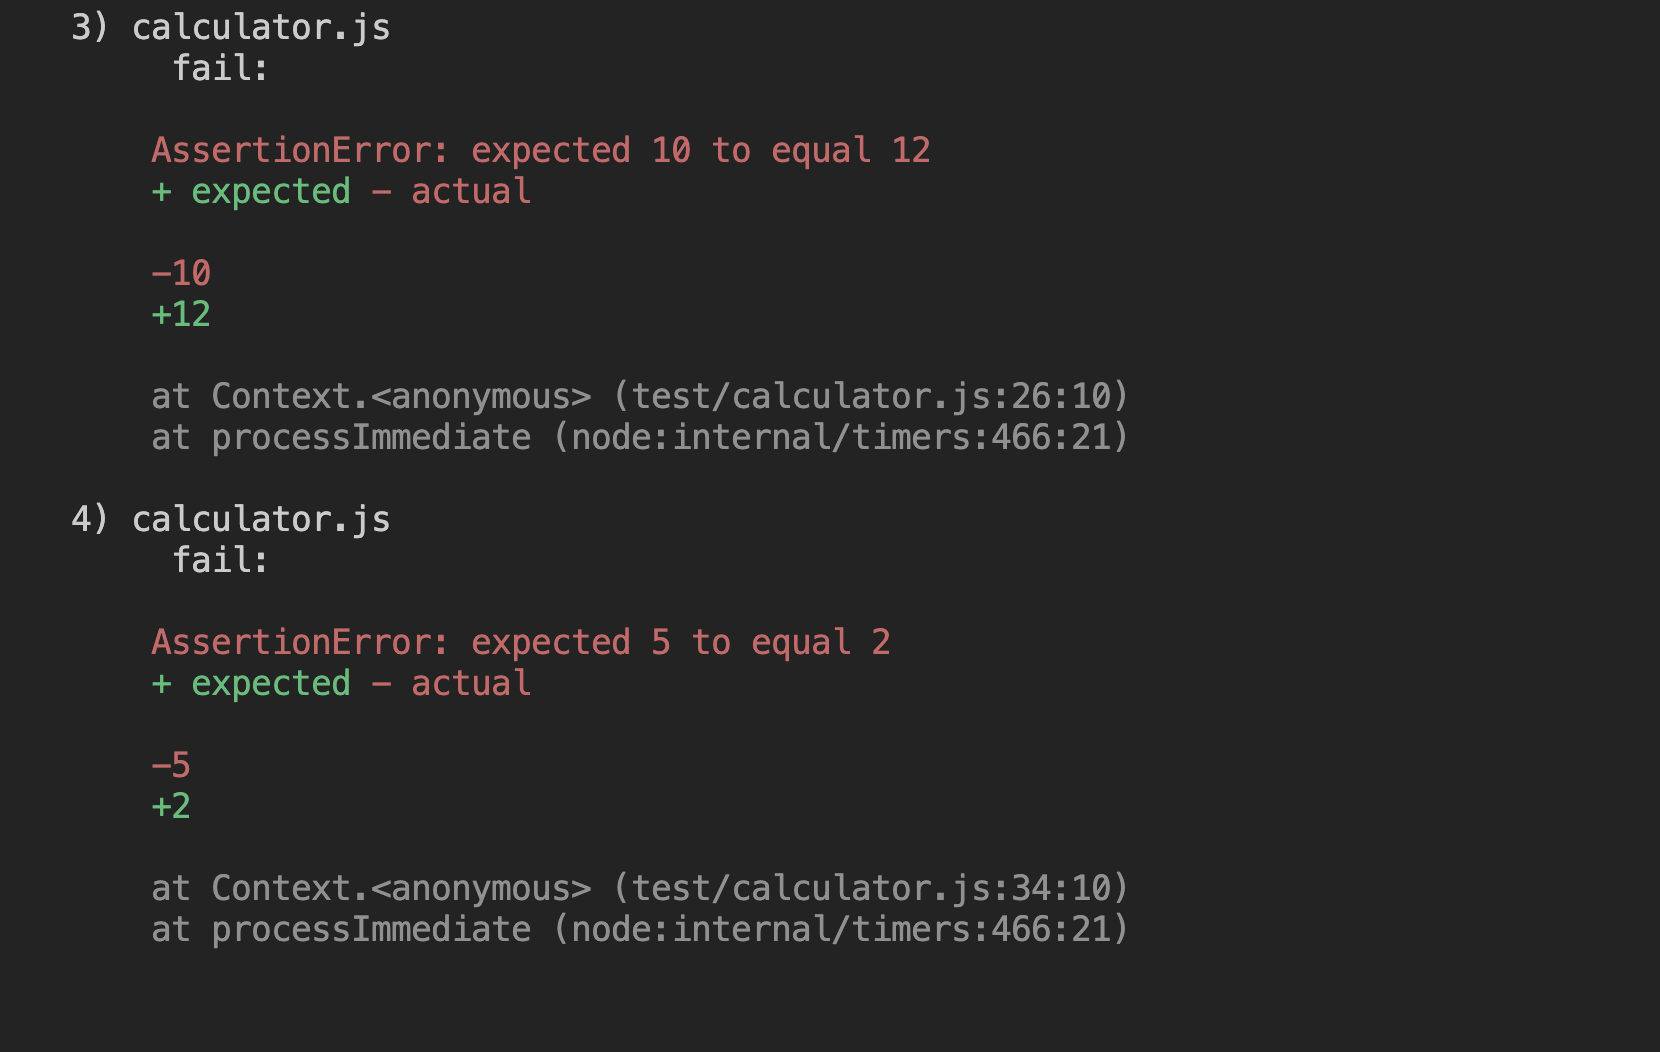 3) calculator.js
fail:
AssertionError: expected 10 to equal 12
+ expected - actual
-10
+12
at Context.<anonymous> (test/calculator.js:26:10)
at processImmediate (node:internal/timers:466:21)
4) calculator.js
fail:
AssertionError: expected 5 to equal 2
+ expected - actual
-5
+2
at Context.<anonymous> (test/calculator.js:34:10)
at processImmediate (node:internal/timers:466:21)